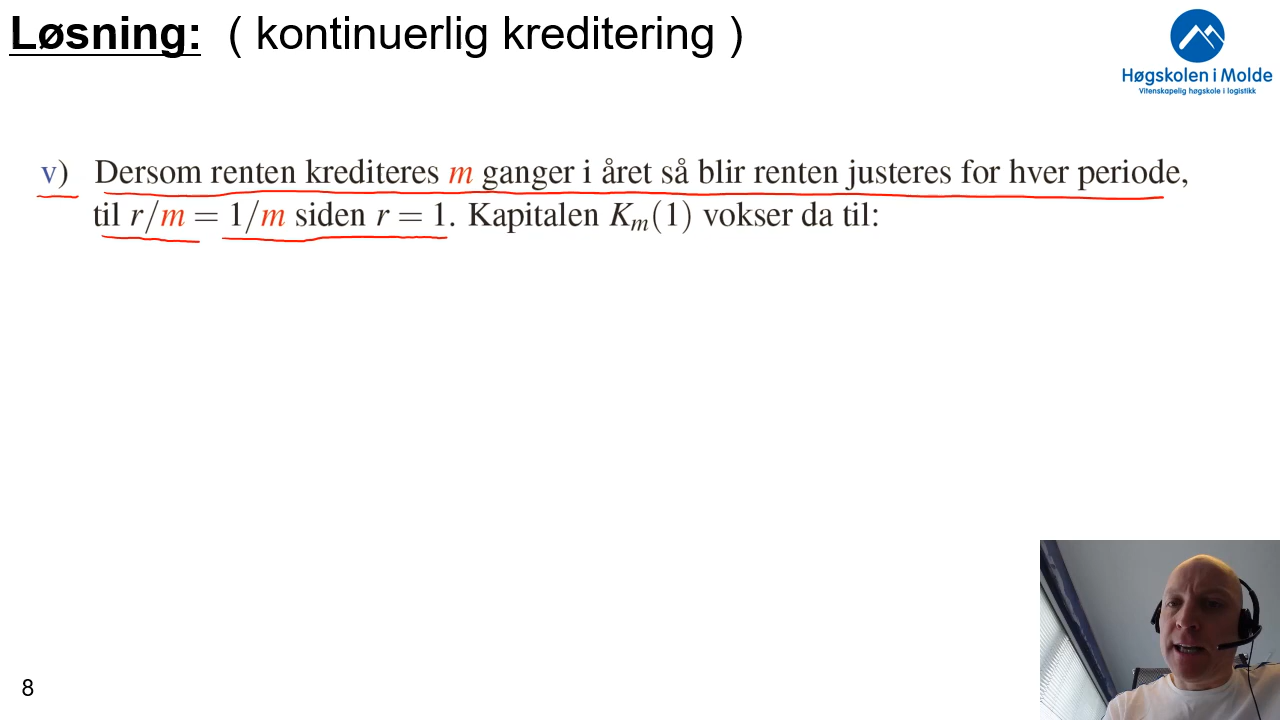 Løsning: ( kontinuerlig kreditering )
Høgskolen i Molde
Vitenskapelig høgskole i logistikk
v) Dersom renten krediteres m ganger i året så blir renten justeres for hver periode,
til r/m = 1/m siden r = 1. Kapitalen Kₘ(1) vokser da til:
8